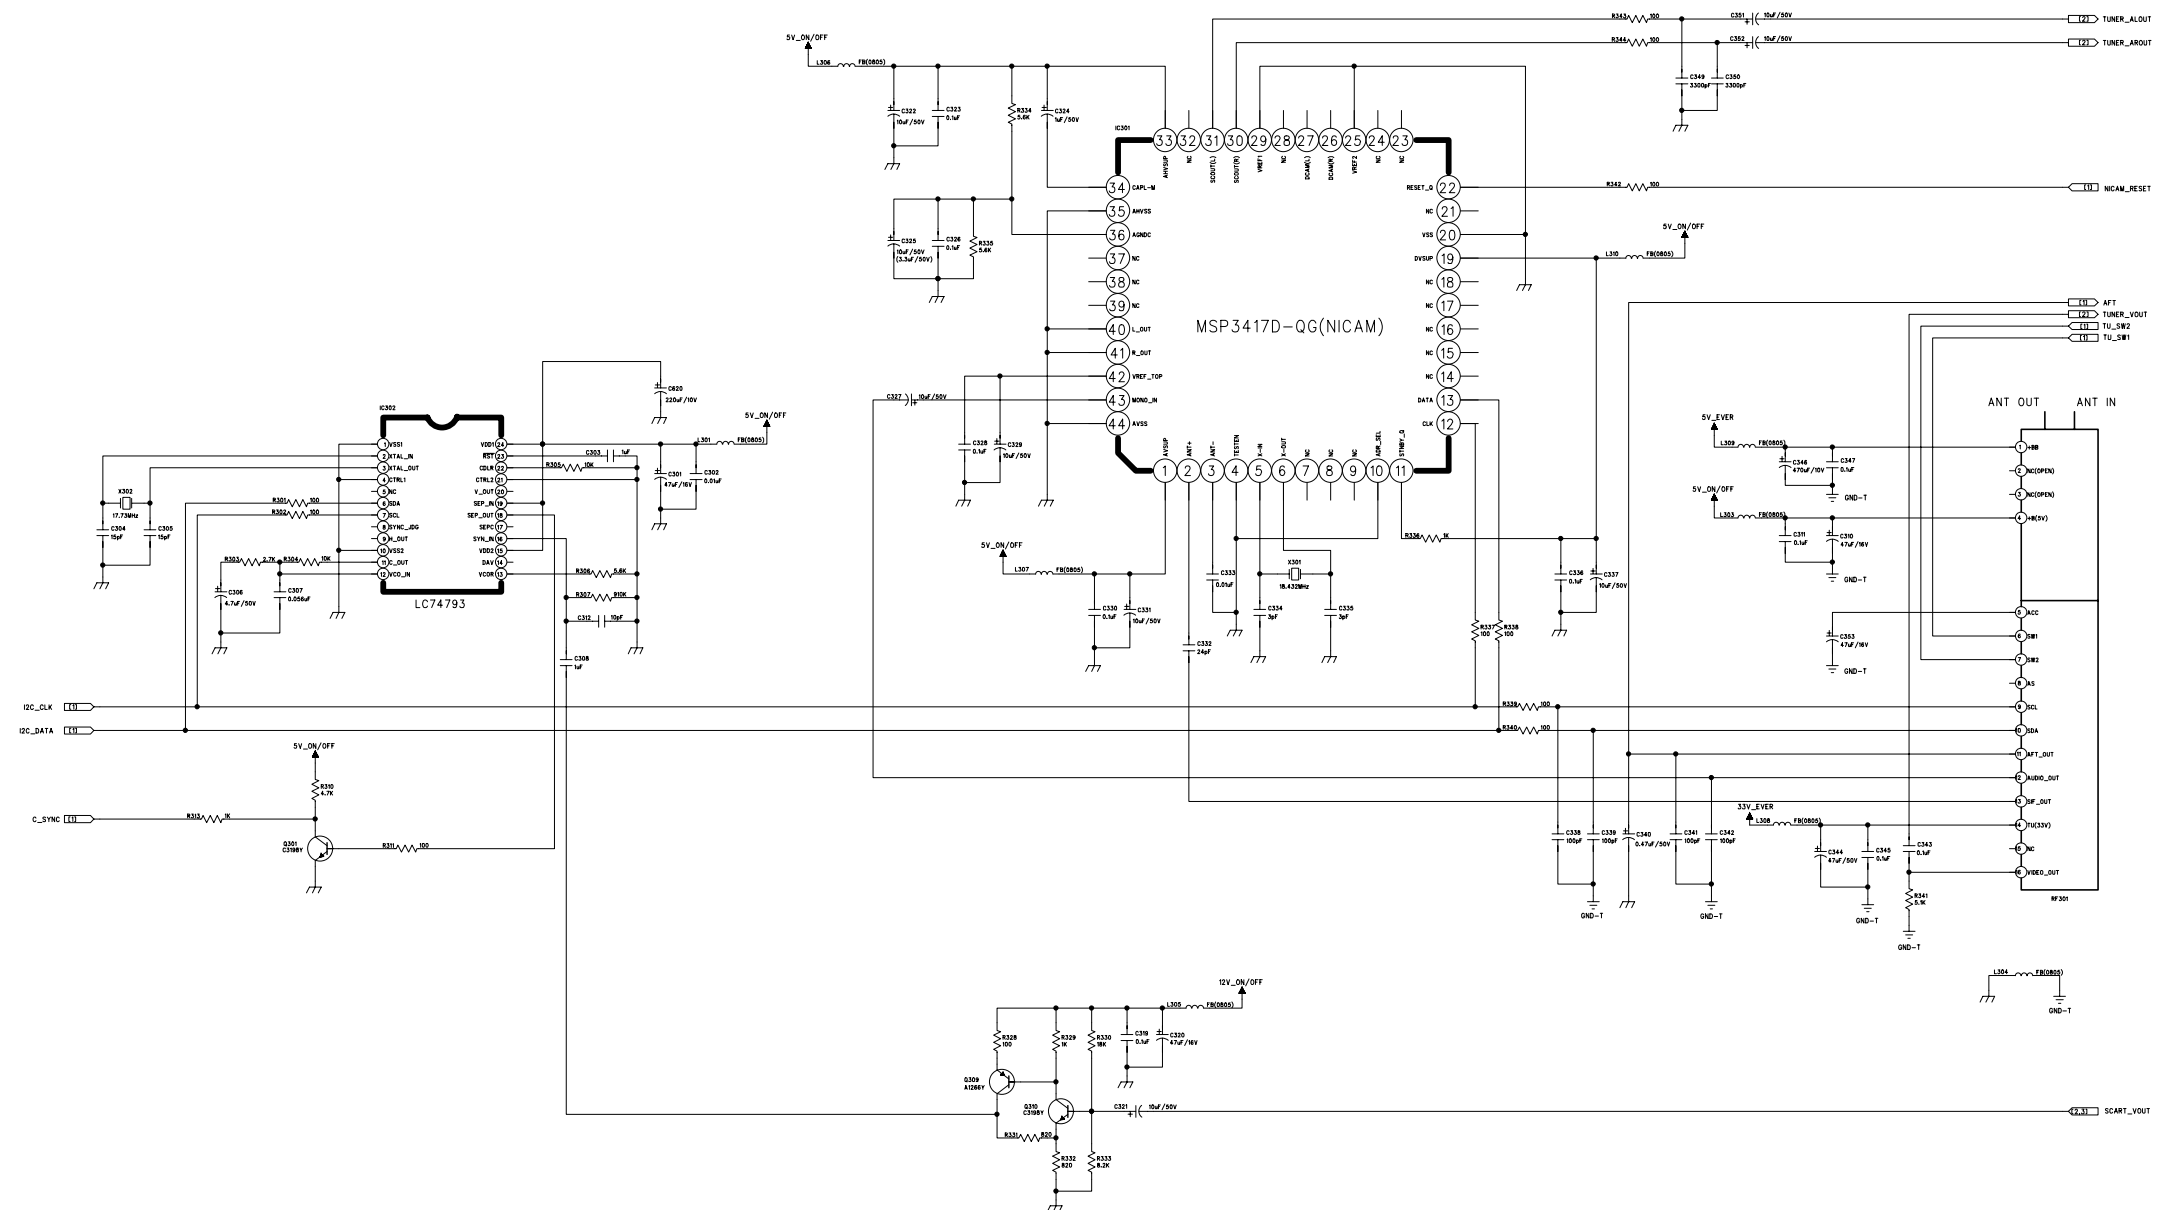 R343 100
C351 10uF/50V
[2] TUNER_ALOUT
R344 100
C352 10uF/50V
[2] TUNER_AROUT
5V_ON/OFF
L306 FB(0805)
C349
3300pF
C350
3300pF
C322
10uF/50V
C323
0.1uF
R334
5.6K
C324
1uF/50V
IC301
33 32 31 30 29 28 27 26 25 24 23
AHVSUP
NC
SCOUT(L)
SCOUT(R)
VREF1
NC
DCAM(L)
DCAM(R)
VREF2
NC
NC
34 CAPL-M
35 AHVSS
36 AGNDC
37 NC
38 NC
39 NC
40 L_OUT
41 R_OUT
42 VREF_TOP
43 MONO_IN
44 AVSS
RESET_Q 22
NC 21
VSS 20
DVSUP 19
NC 18
NC 17
NC 16
NC 15
NC 14
DATA 13
CLK 12
MSP3417D-QG(NICAM)
AVSUP
ANT+
ANT-
TESTEN
X-IN
X-OUT
NC
NC
NC
ADR_SEL
STNBY_Q
1 2 3 4 5 6 7 8 9 10 11
R342 100
[1] NICAM_RESET
C325
10uF/50V
(3.3uF/50V)
C326
0.1uF
R335
5.6K
5V_ON/OFF
L310 FB(0805)
[1] AFT
[2] TUNER_VOUT
[1] TU_SW2
[1] TU_SW1
C327 10uF/50V
C328
0.1uF
C329
10uF/50V
C620
220uF/10V
5V_ON/OFF
L301 FB(0805)
IC302
1 VSS1
2 XTAL_IN
3 XTAL_OUT
4 CTRL1
5 NC
6 SDA
7 SCL
8 SYNC_JDG
9 H_OUT
10 VSS2
11 C_OUT
12 VCO_IN
VDD1 24
RST 23
CDLR 22
CTRL2 21
V_OUT 20
SEP_IN 19
SEP_OUT 18
SEPC 17
SYN_IN 16
VDD2 15
DAV 14
VCOR 13
LC74793
C303 1uF
R305 10K
C301
47uF/16V
C302
0.01uF
X302
17.73MHz
R301 100
R302 100
C304
15pF
C305
15pF
R303 2.7K
R304 10K
C306
4.7uF/50V
C307
0.056uF
R306 5.6K
R307 910K
C312 10pF
C308
1uF
5V_ON/OFF
L307 FB(0805)
C330
0.1uF
C331
10uF/50V
C333
0.01uF
C332
24pF
X301
18.432MHz
C334
3pF
C335
3pF
R336 1K
C336
0.1uF
C337
10uF/50V
R337
100
R338
100
ANT OUT ANT IN
5V_EVER
L309 FB(0805)
C346
470uF/10V
C347
0.1uF
GND-T
5V_ON/OFF
L303 FB(0805)
C311
0.1uF
C310
47uF/16V
GND-T
C353
47uF/16V
GND-T
1 +BB
2 NC(OPEN)
3 NC(OPEN)
4 +B(5V)
5 ACC
6 SW1
7 SW2
8 AS
9 SCL
10 SDA
11 AFT_OUT
12 AUDIO_OUT
13 SIF_OUT
14 TU(33V)
15 NC
16 VIDEO_OUT
RF301
I2C_CLK [1]
I2C_DATA [1]
R339 100
R340 100
5V_ON/OFF
R310
4.7K
C_SYNC [1]
R313 1K
Q301
C3198Y
R311 100
C338
100pF
C339
100pF
GND-T
C340
0.47uF/50V
C341
100pF
C342
100pF
GND-T
33V_EVER
L308 FB(0805)
C344
47uF/50V
C345
0.1uF
GND-T
C343
0.1uF
R341
5.1K
GND-T
L304 FB(0805)
GND-T
12V_ON/OFF
L305 FB(0805)
R328
100
R329
1K
R330
18K
C319
0.1uF
C320
47uF/16V
Q309
A1266Y
Q310
C3198Y
C321 10uF/50V
[2,3] SCART_VOUT
R331 820
R332
820
R333
8.2K